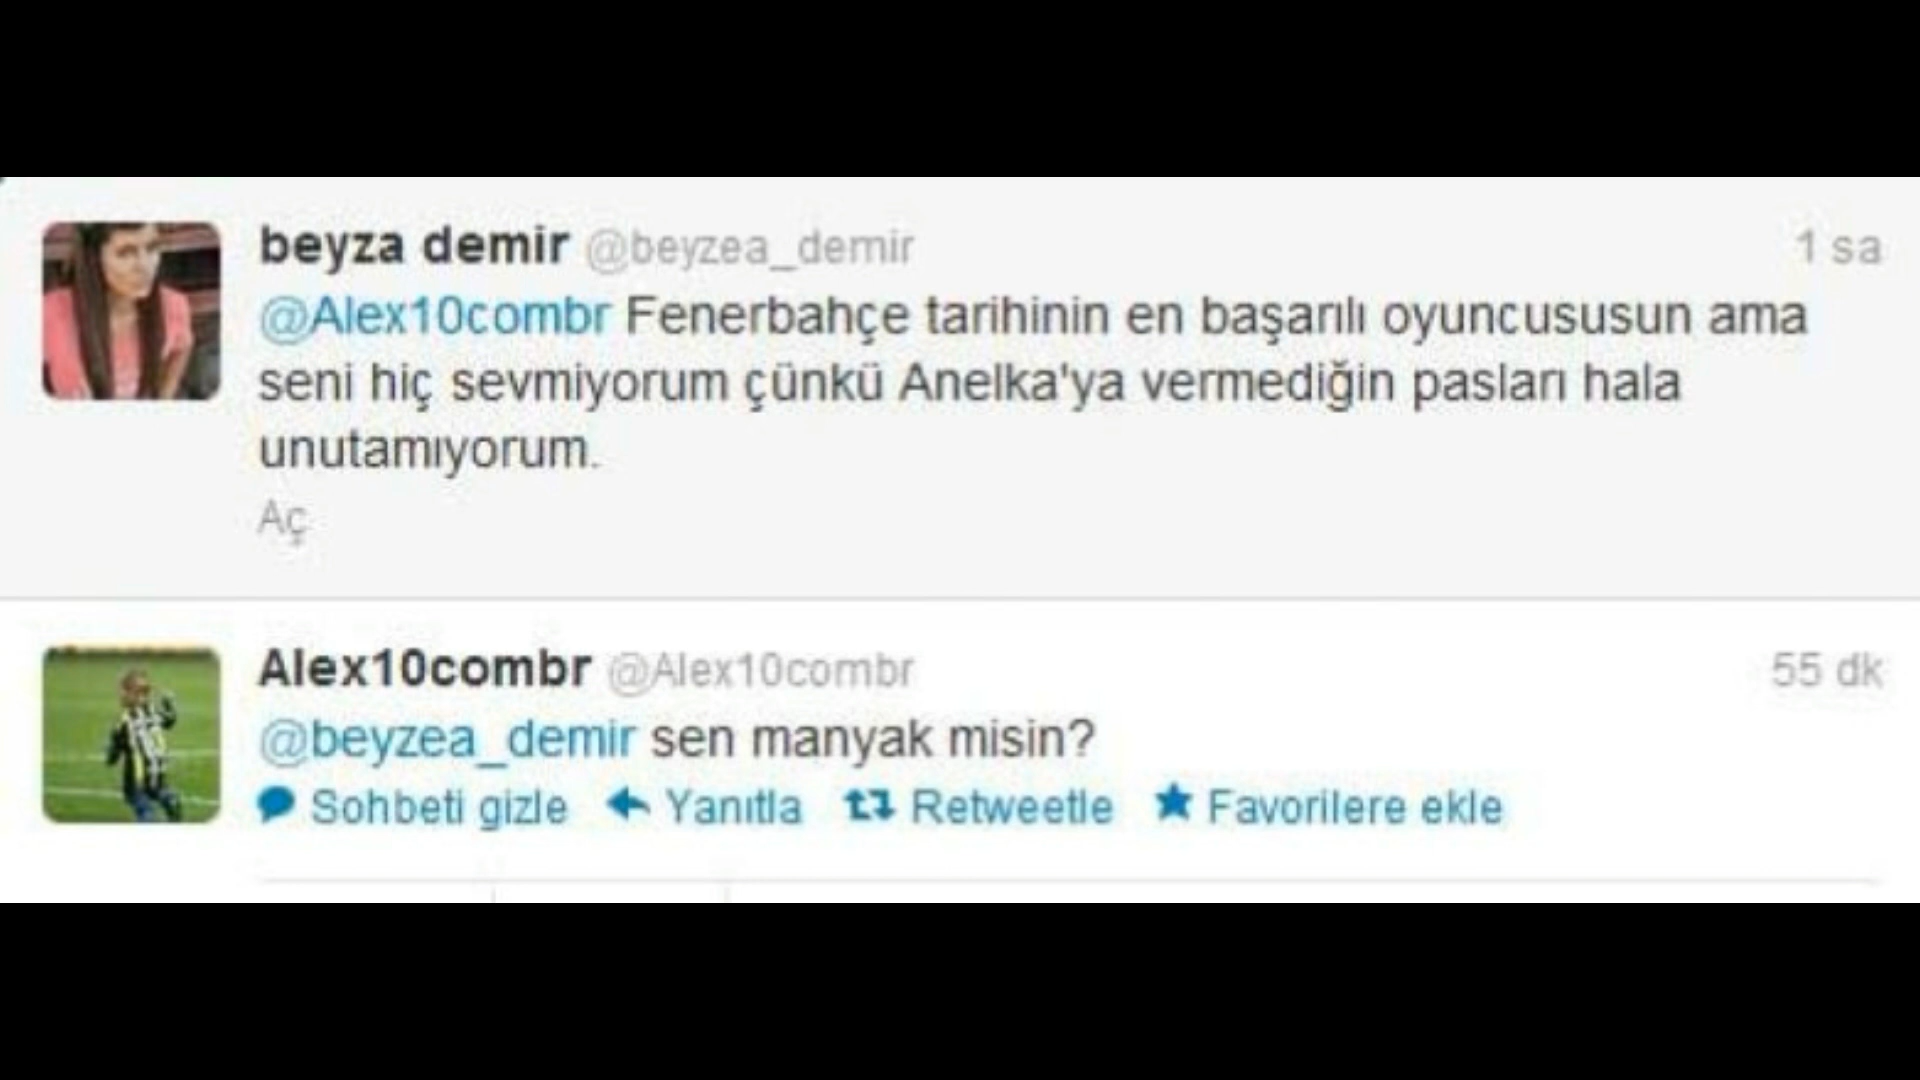 beyza demir @beyzea_demir 1 sa
@Alex10combr Fenerbahçe tarihinin en başarılı oyuncususun ama
seni hiç sevmiyorum çünkü Anelka'ya vermediğin pasları hala
unutamıyorum.
Aç
Alex10combr @Alex10combr 55 dk
@beyzea_demir sen manyak misin?
Sohbeti gizle Yanıtla Retweetle Favorilere ekle